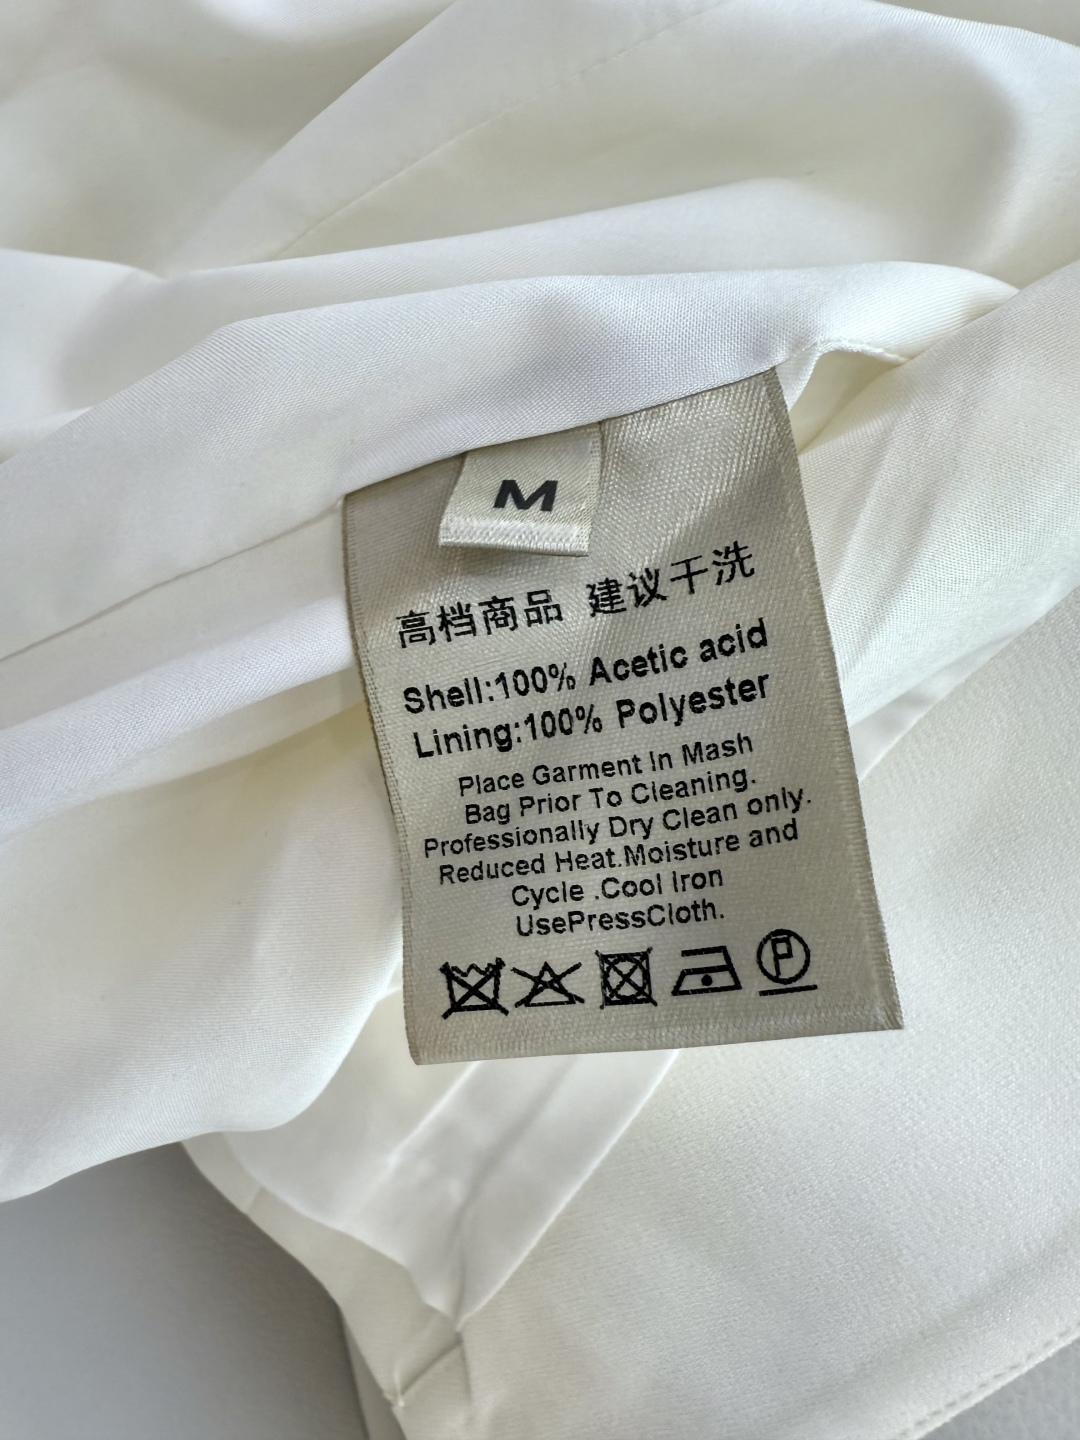 M
高档商品 建议干洗
Shell:100% Acetic acid
Lining:100% Polyester
Place Garment In Mash
Bag Prior To Cleaning.
Professionally Dry Clean only.
Reduced Heat.Moisture and
Cycle .Cool Iron
UsePressCloth.
P